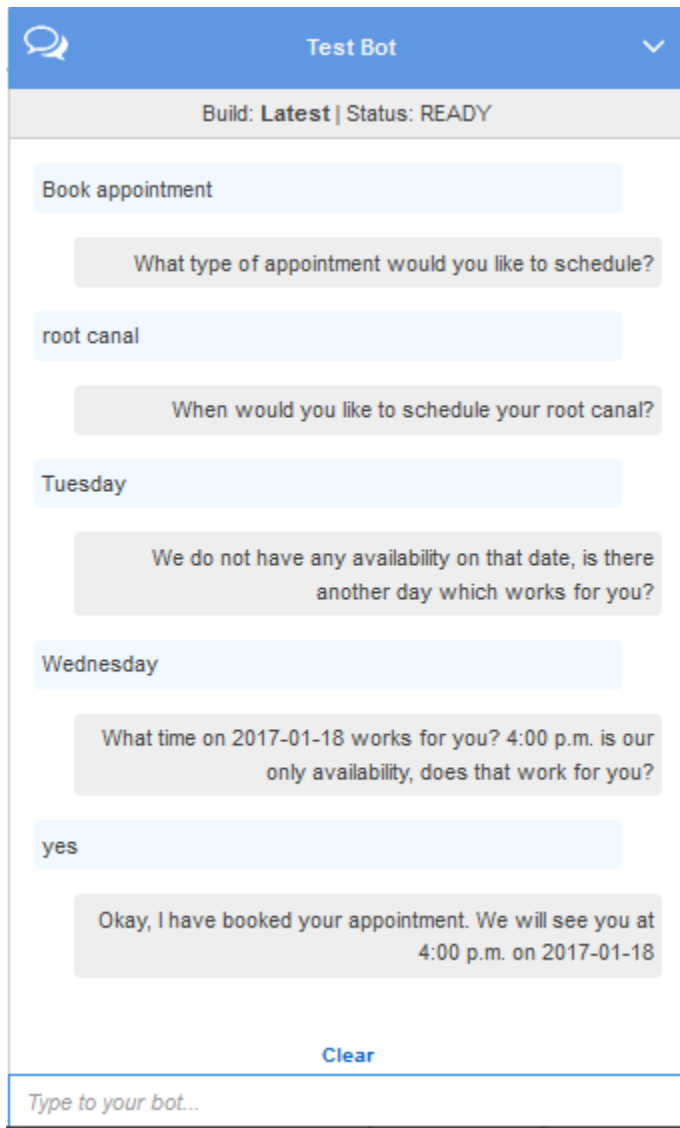 Test Bot
Build: Latest | Status: READY
Book appointment
What type of appointment would you like to schedule?
root canal
When would you like to schedule your root canal?
Tuesday
We do not have any availability on that date, is there
another day which works for you?
Wednesday
What time on 2017-01-18 works for you? 4:00 p.m. is our
only availability, does that work for you?
yes
Okay, I have booked your appointment. We will see you at
4:00 p.m. on 2017-01-18
Clear
Type to your bot...